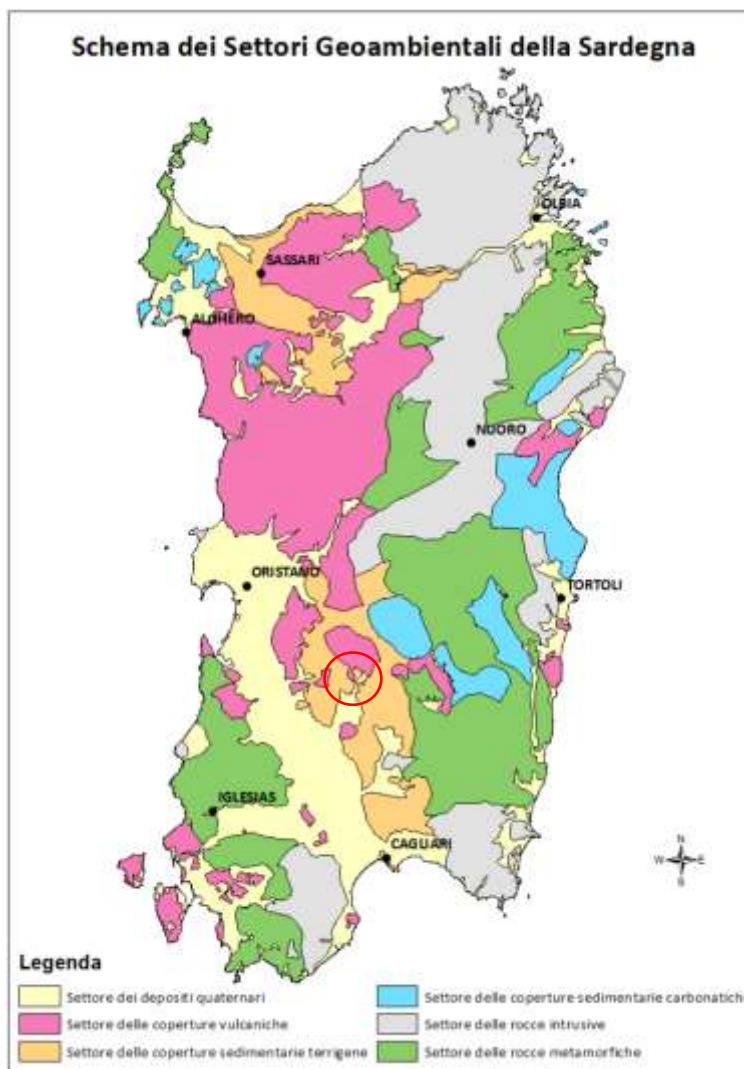 Schema dei Settori Geoambientali della Sardegna
OLBIA
SASSARI
ALGHERO
NUORO
ORISTANO
TORTOLI
IGLESIAS
CAGLIARI
N
W
E
S
Legenda
Settore dei depositi quaternari
Settore delle coperture vulcaniche
Settore delle coperture sedimentarie terrigene
Settore delle coperture sedimentarie carbonatiche
Settore delle rocce intrusive
Settore delle rocce metamorfiche